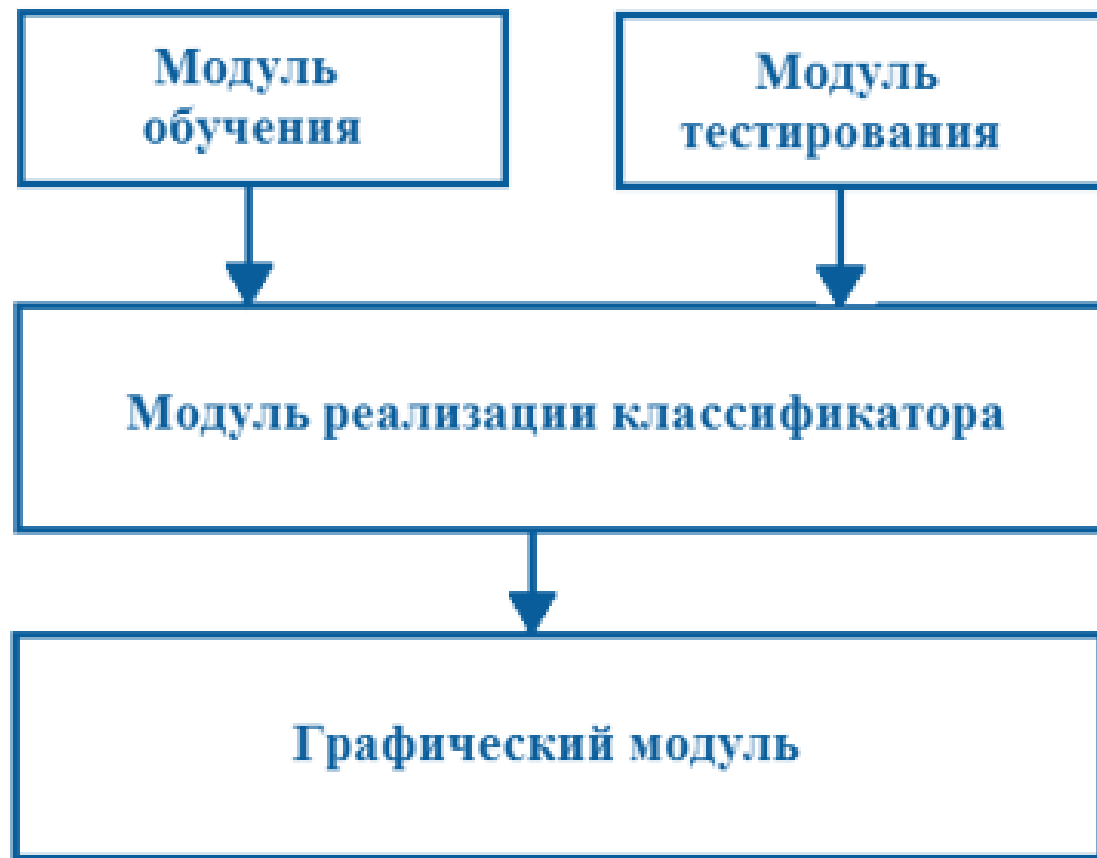 Модуль
обучения
Модуль
тестирования
Модуль реализации классификатора
Графический модуль